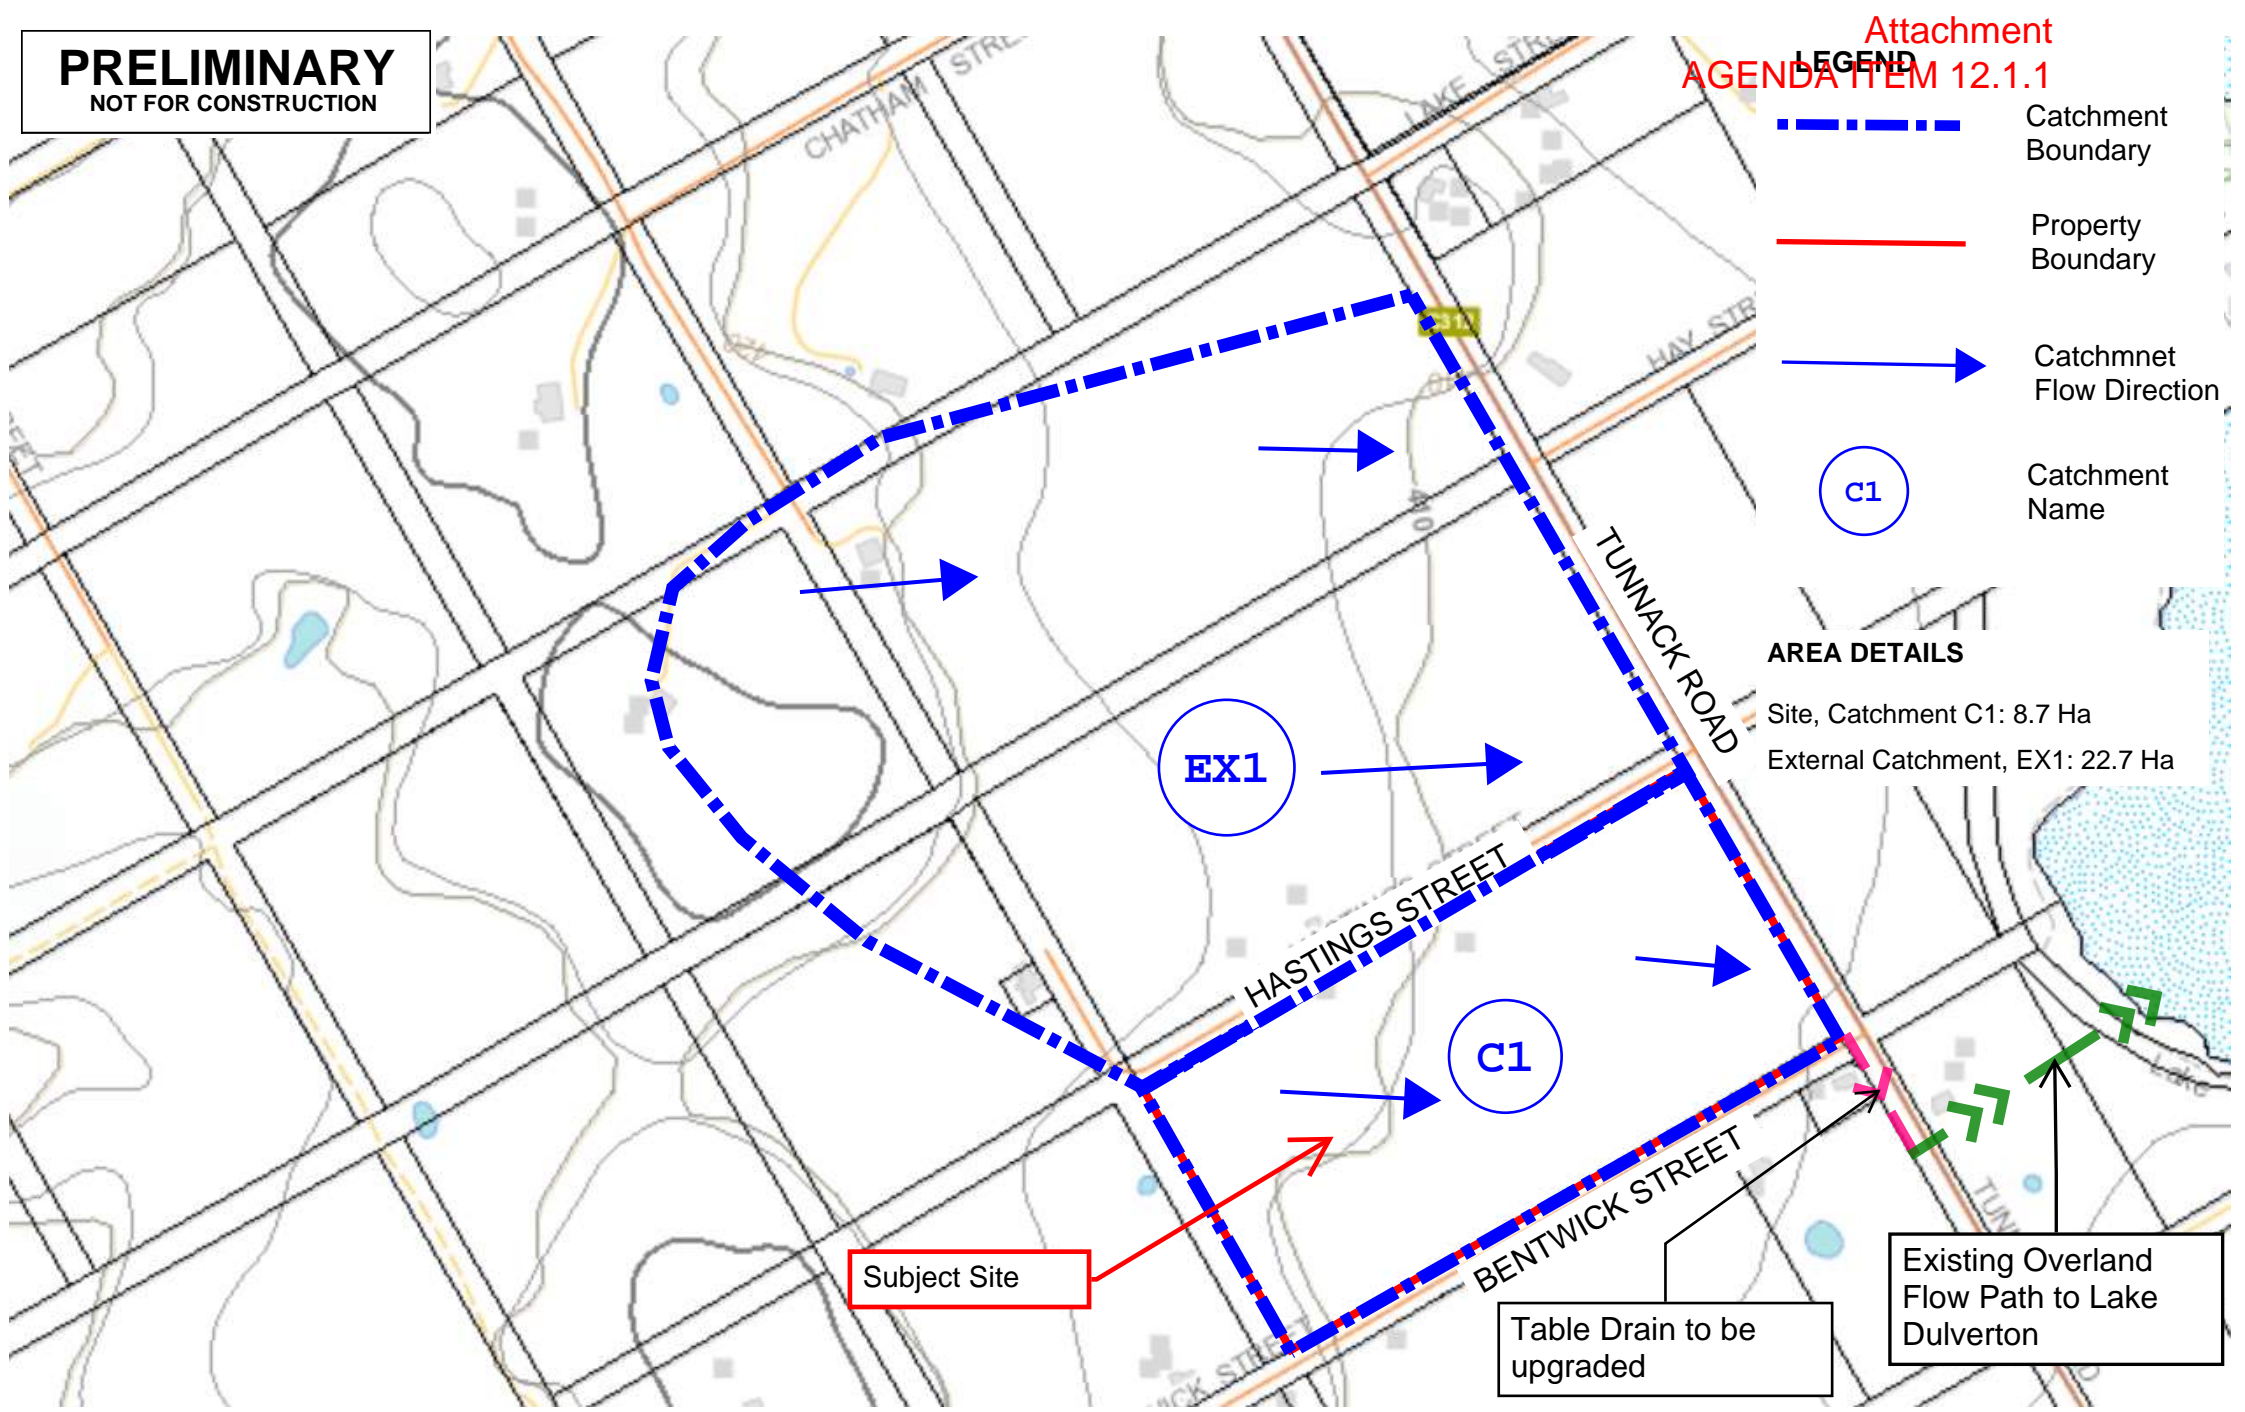 PRELIMINARY
NOT FOR CONSTRUCTION
Attachment
AGENDA ITEM 12.1.1
LEGEND
Catchment
Boundary
Property
Boundary
Catchmnet
Flow Direction
C1
Catchment
Name
AREA DETAILS
Site, Catchment C1: 8.7 Ha
External Catchment, EX1: 22.7 Ha
CHATHAM
LAKE
410
TUNNACK ROAD
EX1
HASTINGS STREET
C1
BENTWICK STREET
Lake
Subject Site
Table Drain to be
upgraded
Existing Overland
Flow Path to Lake
Dulverton